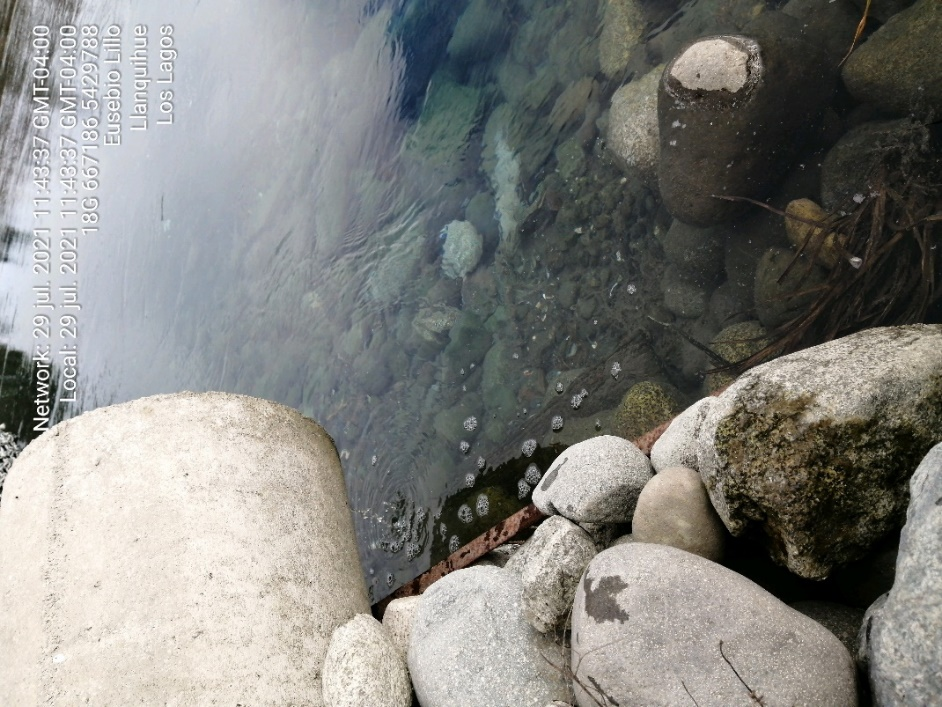 Network: 29 jul. 2021 11:43:37 GMT-04:00
Local: 29 jul. 2021 11:43:37 GMT-04:00
18G 667186 5429788
Eusebio Lillo
Llanquihue
Los Lagos